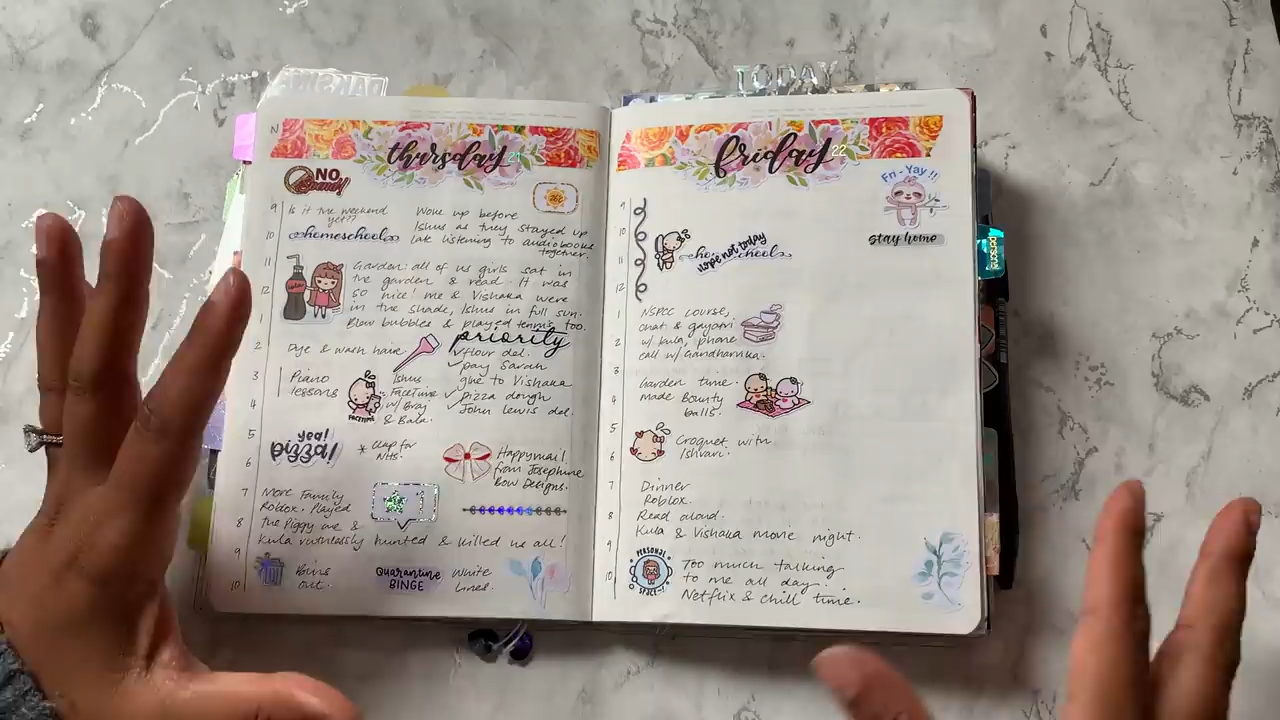 TODAY
N
thursday 21
NO
Spend!
9
Is it the weekend
yet??
10
homeschool
Woke up before
Ishus as they stayed up
late listening to audiobooks
together.
11
12
1
Garden: all of us girls sat in
the garden & read. It was
so nice! me & Vishaka were
in the shade, Ishus in full sun.
Blew bubbles & played tennis too.
2
Dye & wash hair
priority
flour del.
pay Sarah
glue to Vishaka
pizza dough
John Lewis del.
3
4
Piano
lessons
FACETIME
Ishus
FaceTime
w/ Bray
& Bala.
5
6
yea!
pizza!
* clap for
NHS.
Happymail
from Josephine
Bow Designs.
7
8
More Family
Roblox. Played
the Piggy one &
Kula ruthlessly hunted & killed us all!
9
10
Bins
out.
Quarantine
BINGE
White
Lines.
friday 22
Fri-Yay!!
stay home
9
10
11
12
nope not today
1
2
NSPCC course,
chat & gayatri
w/ kula, phone
call w/ Gandharvika.
3
4
Garden time.
made Bounty
balls.
5
6
Croquet with
Ishvari.
7
Dinner
Roblox.
8
Read aloud.
Kula & Vishaka movie night.
9
10
PERSONAL
SPACE
Too much talking
to me all day.
Netflix & chill time.